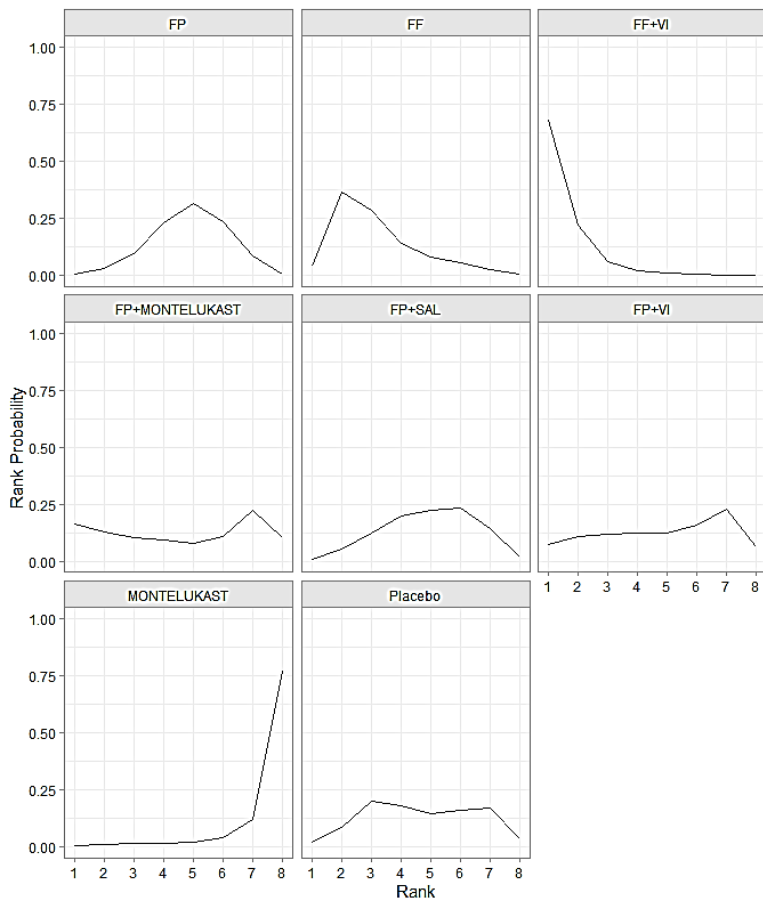 FP FF FF+VI
1.00
0.75
0.50
0.25
0.00
FP+MONTELUKAST FP+SAL FP+VI
1.00
0.75
0.50
0.25
0.00
Rank Probability
1 2 3 4 5 6 7 8
MONTELUKAST Placebo
1.00
0.75
0.50
0.25
0.00
1 2 3 4 5 6 7 8 1 2 3 4 5 6 7 8
Rank